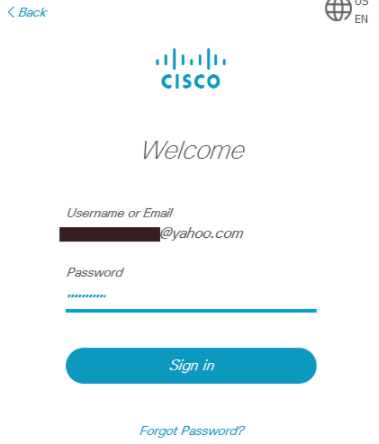 < Back
US
EN
CISCO
Welcome
Username or Email
@yahoo.com
Password
Sign in
Forgot Password?